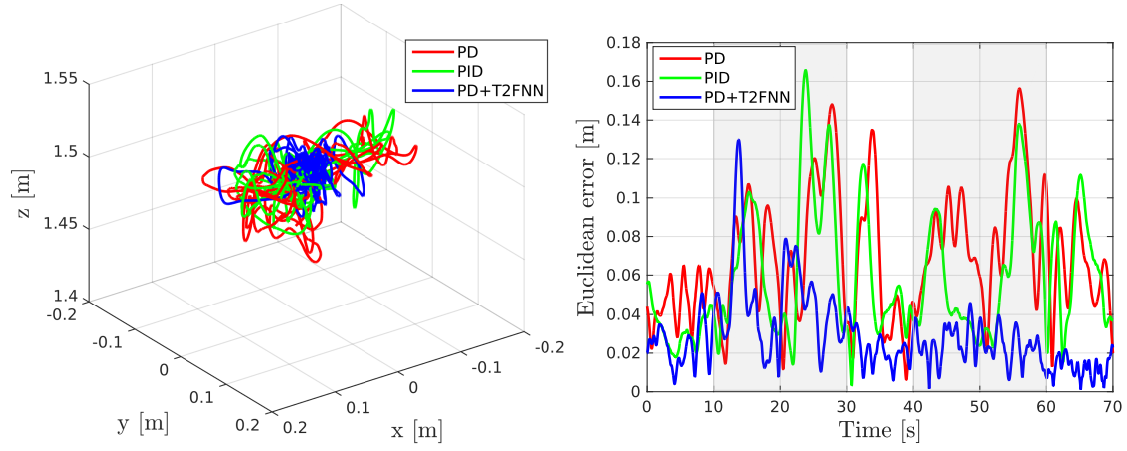 PD
PID
PD+T2FNN
1.55
1.5
1.45
1.4
z [m]
-0.2
-0.1
0
0.1
0.2
y [m]
0.2
0.1
0
-0.1
-0.2
x [m]
PD
PID
PD+T2FNN
0.18
0.16
0.14
0.12
0.1
0.08
0.06
0.04
0.02
0
Euclidean error [m]
0 10 20 30 40 50 60 70
Time [s]